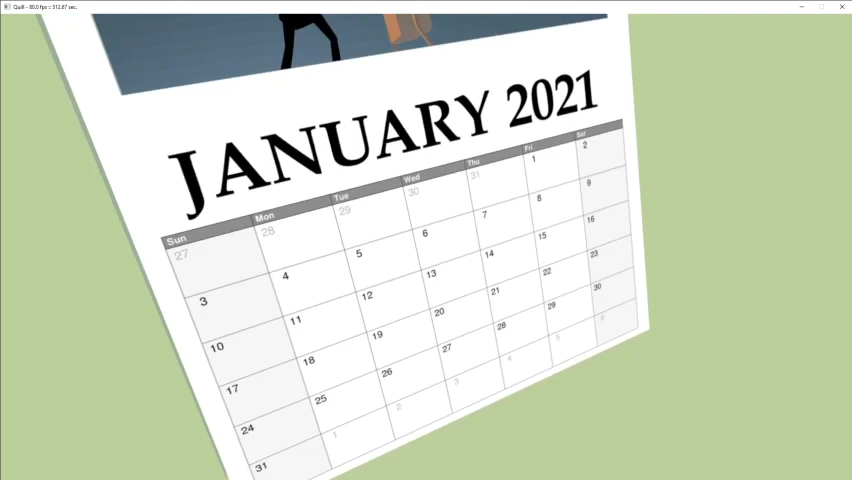 Quill - 80.0 fps :: 512.67 sec.
JANUARY 2021
Sun Mon Tue Wed Thu Fri Sat
27 28 29 30 31 1 2
3 4 5 6 7 8 9
10 11 12 13 14 15 16
17 18 19 20 21 22 23
24 25 26 27 28 29 30
31 1 2 3 4 5 6